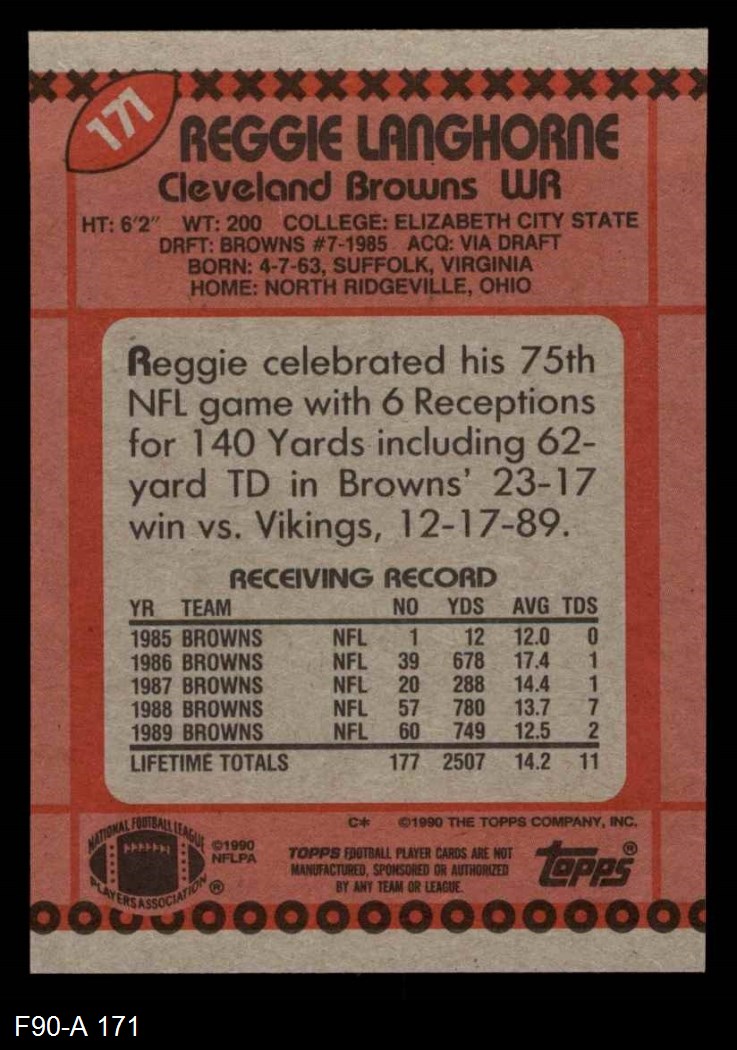 171
REGGIE LANGHORNE
Cleveland Browns WR
HT: 6'2" WT: 200 COLLEGE: ELIZABETH CITY STATE
DRFT: BROWNS #7-1985 ACQ: VIA DRAFT
BORN: 4-7-63, SUFFOLK, VIRGINIA
HOME: NORTH RIDGEVILLE, OHIO
Reggie celebrated his 75th
NFL game with 6 Receptions
for 140 Yards including 62-
yard TD in Browns' 23-17
win vs. Vikings, 12-17-89.
RECEIVING RECORD
YR TEAM NO YDS AVG TDS
1985 BROWNS NFL 1 12 12.0 0
1986 BROWNS NFL 39 678 17.4 1
1987 BROWNS NFL 20 288 14.4 1
1988 BROWNS NFL 57 780 13.7 7
1989 BROWNS NFL 60 749 12.5 2
LIFETIME TOTALS 177 2507 14.2 11
C* ©1990 THE TOPPS COMPANY, INC.
NATIONAL FOOTBALL LEAGUE
PLAYERS ASSOCIATION ®
©1990
NFLPA
TOPPS FOOTBALL PLAYER CARDS ARE NOT
MANUFACTURED, SPONSORED OR AUTHORIZED
BY ANY TEAM OR LEAGUE.
topps®
F90-A 171